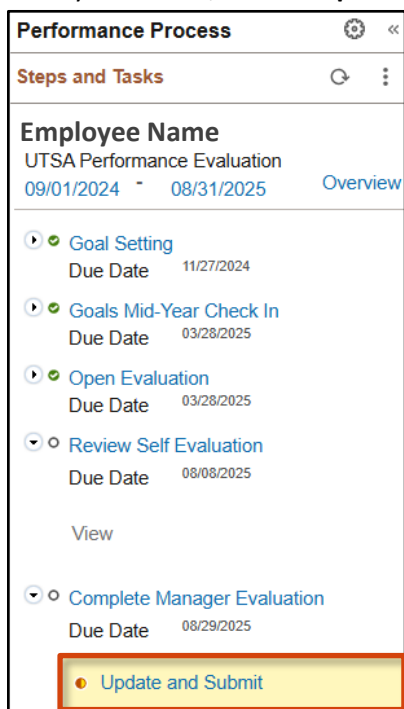 Performance Process
Steps and Tasks
Employee Name
UTSA Performance Evaluation
09/01/2024 - 08/31/2025 Overview
Goal Setting
Due Date 11/27/2024
Goals Mid-Year Check In
Due Date 03/28/2025
Open Evaluation
Due Date 03/28/2025
Review Self Evaluation
Due Date 08/08/2025
View
Complete Manager Evaluation
Due Date 08/29/2025
Update and Submit